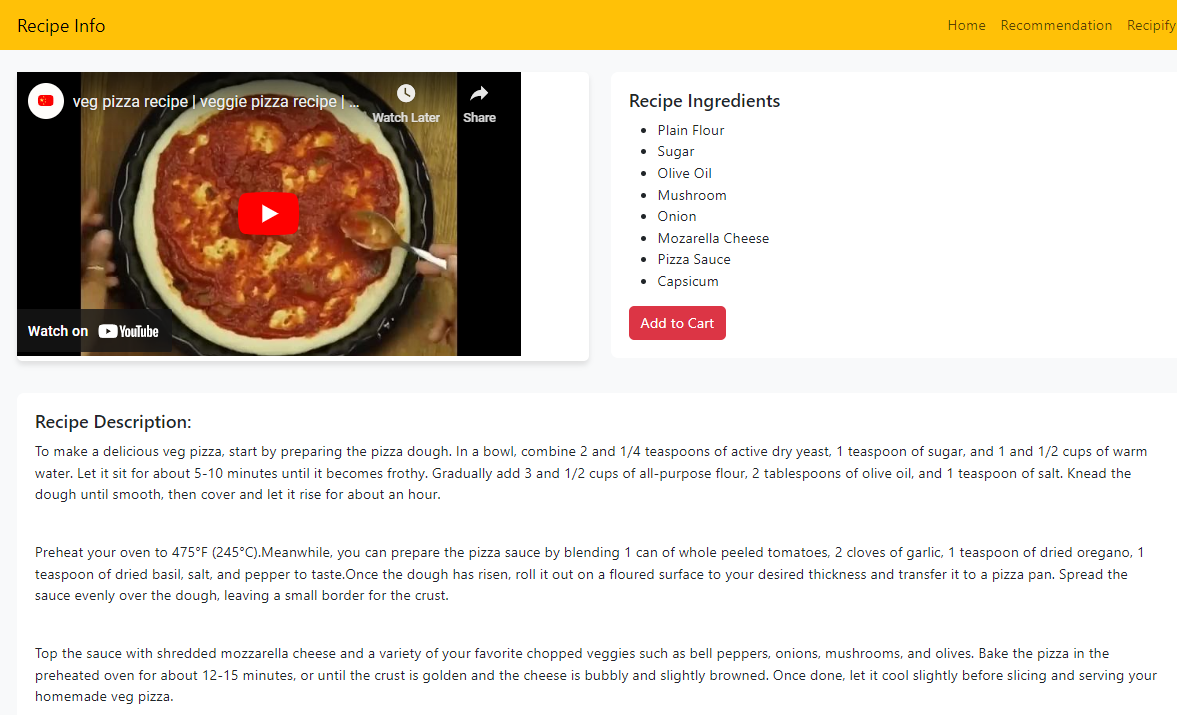 Recipe Info
Home Recommendation Recipify
veg pizza recipe | veggie pizza recipe | ...
Watch Later
Share
Watch on YouTube
Recipe Ingredients
Plain Flour
Sugar
Olive Oil
Mushroom
Onion
Mozarella Cheese
Pizza Sauce
Capsicum
Add to Cart
Recipe Description:
To make a delicious veg pizza, start by preparing the pizza dough. In a bowl, combine 2 and 1/4 teaspoons of active dry yeast, 1 teaspoon of sugar, and 1 and 1/2 cups of warm
water. Let it sit for about 5-10 minutes until it becomes frothy. Gradually add 3 and 1/2 cups of all-purpose flour, 2 tablespoons of olive oil, and 1 teaspoon of salt. Knead the
dough until smooth, then cover and let it rise for about an hour.
Preheat your oven to 475°F (245°C).Meanwhile, you can prepare the pizza sauce by blending 1 can of whole peeled tomatoes, 2 cloves of garlic, 1 teaspoon of dried oregano, 1
teaspoon of dried basil, salt, and pepper to taste.Once the dough has risen, roll it out on a floured surface to your desired thickness and transfer it to a pizza pan. Spread the
sauce evenly over the dough, leaving a small border for the crust.
Top the sauce with shredded mozzarella cheese and a variety of your favorite chopped veggies such as bell peppers, onions, mushrooms, and olives. Bake the pizza in the
preheated oven for about 12-15 minutes, or until the crust is golden and the cheese is bubbly and slightly browned. Once done, let it cool slightly before slicing and serving your
homemade veg pizza.